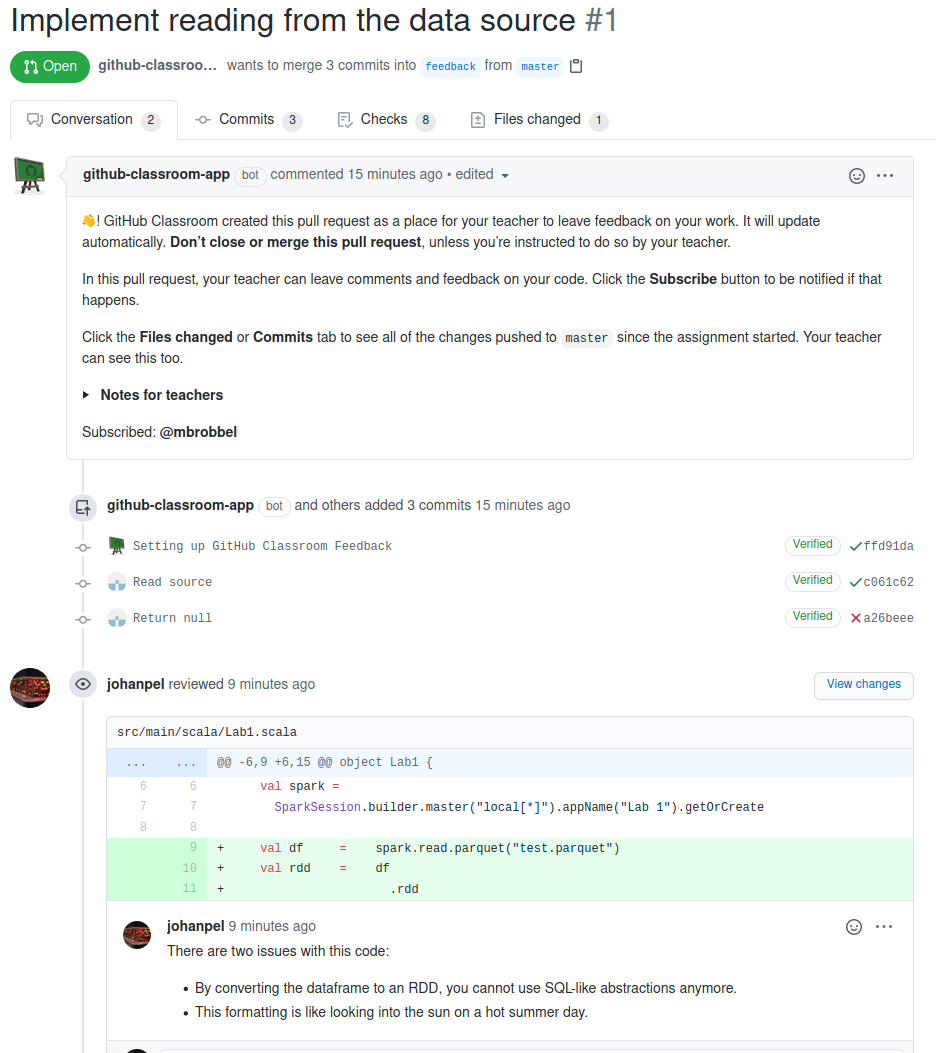 Implement reading from the data source #1
Open github-classroo… wants to merge 3 commits into feedback from master
Conversation 2 Commits 3 Checks 8 Files changed 1
github-classroom-app bot commented 15 minutes ago • edited
👋! GitHub Classroom created this pull request as a place for your teacher to leave feedback on your work. It will update
automatically. Don’t close or merge this pull request, unless you’re instructed to do so by your teacher.
In this pull request, your teacher can leave comments and feedback on your code. Click the Subscribe button to be notified if that
happens.
Click the Files changed or Commits tab to see all of the changes pushed to master since the assignment started. Your teacher
can see this too.
Notes for teachers
Subscribed: @mbrobbel
github-classroom-app bot and others added 3 commits 15 minutes ago
Setting up GitHub Classroom Feedback Verified ffd91da
Read source Verified c061c62
Return null Verified a26beee
johanpel reviewed 9 minutes ago View changes
src/main/scala/Lab1.scala
... ... @@ -6,9 +6,15 @@ object Lab1 {
6 6 val spark =
7 7 SparkSession.builder.master("local[*]").appName("Lab 1").getOrCreate
8 8
9 + val df = spark.read.parquet("test.parquet")
10 + val rdd = df
11 + .rdd
johanpel 9 minutes ago
There are two issues with this code:
• By converting the dataframe to an RDD, you cannot use SQL-like abstractions anymore.
• This formatting is like looking into the sun on a hot summer day.